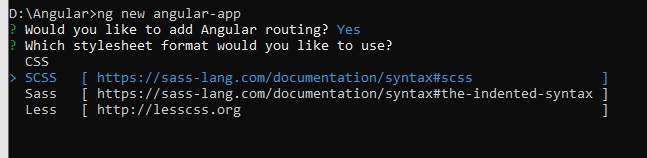 D:\Angular>ng new angular-app
? Would you like to add Angular routing? Yes
? Which stylesheet format would you like to use?
CSS
> SCSS   [ https://sass-lang.com/documentation/syntax#scss                ]
Sass   [ https://sass-lang.com/documentation/syntax#the-indented-syntax ]
Less   [ http://lesscss.org                                             ]